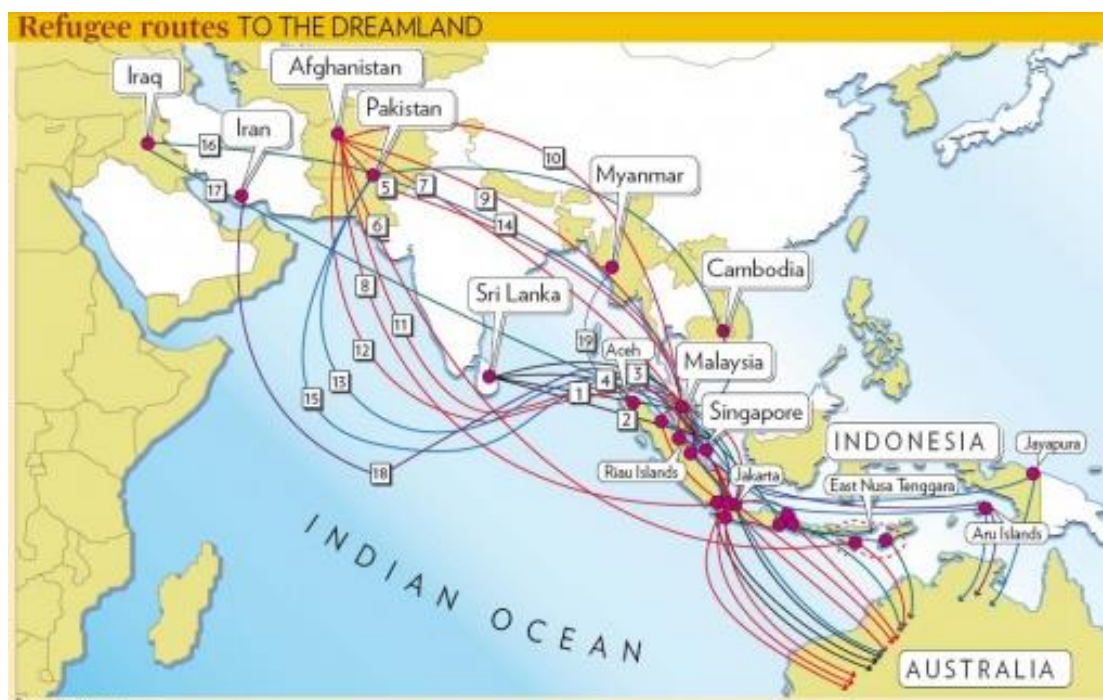 Refugee routes TO THE DREAMLAND
Afghanistan
Iraq
Pakistan
Iran
16
10
Myanmar
17
5
7
9
6
14
Cambodia
Sri Lanka
8
19
Aceh
11
Malaysia
12
13
4
3
15
1
2
Singapore
INDONESIA
Jayapura
18
Riau Islands
Jakarta
East Nusa Tenggara
Aru Islands
INDIAN OCEAN
AUSTRALIA